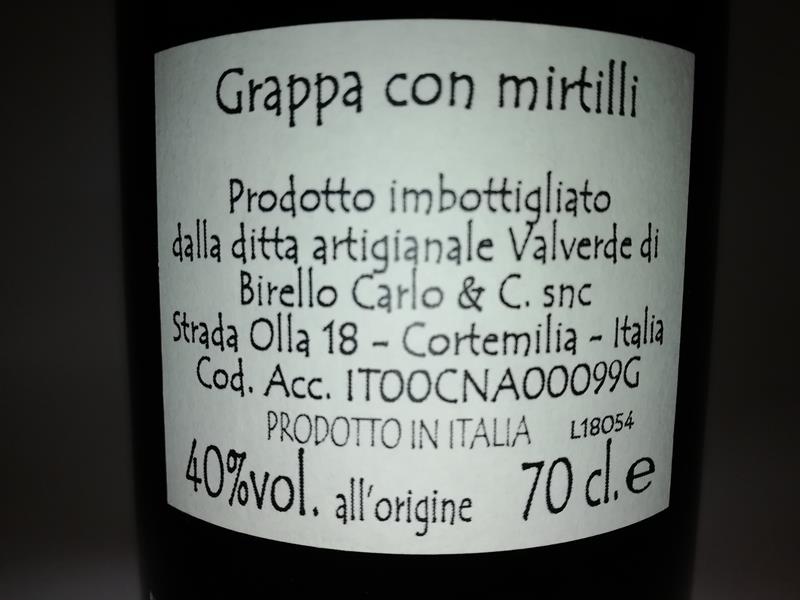 Grappa con mirtilli
Prodotto imbottigliato
dalla ditta artigianale Valverde di
Birello Carlo & C. snc
Strada Olla 18 - Cortemilia - Italia
Cod. Acc. IT00CNA00099G
PRODOTTO IN ITALIA L18054
40%vol. all'origine 70 cl. e